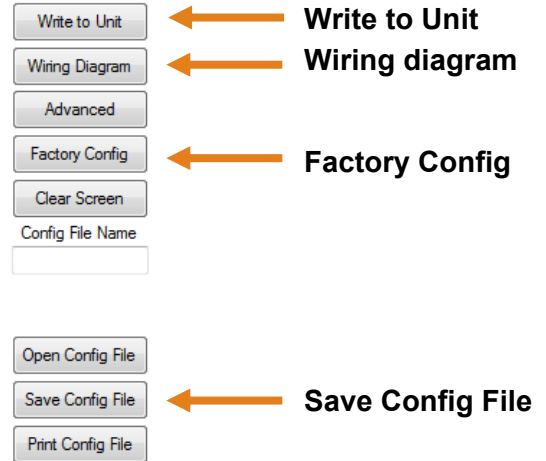 Write to Unit Write to Unit
Wiring Diagram Wiring diagram
Advanced
Factory Config Factory Config
Clear Screen
Config File Name
Open Config File
Save Config File Save Config File
Print Config File